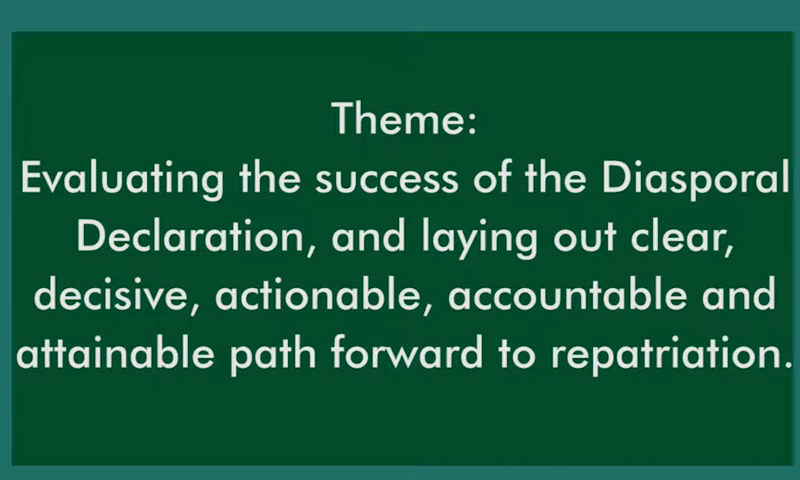 Theme:
Evaluating the success of the Diasporal
Declaration, and laying out clear,
decisive, actionable, accountable and
attainable path forward to repatriation.